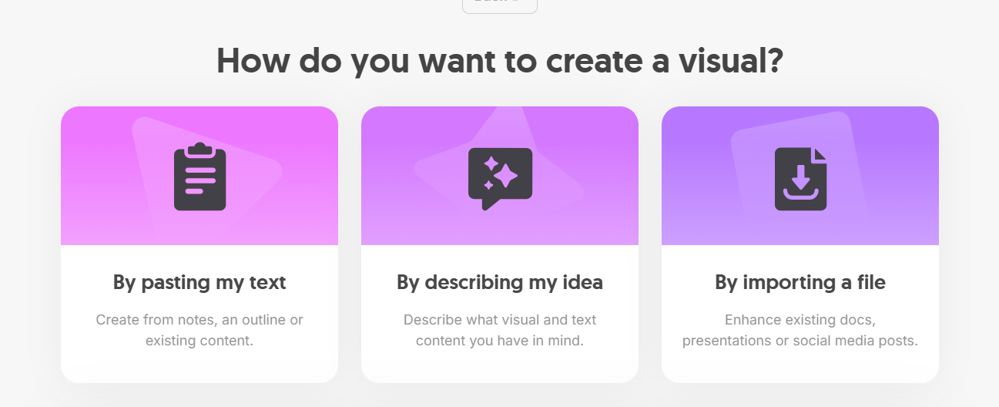 How do you want to create a visual?
By pasting my text
Create from notes, an outline or
existing content.
By describing my idea
Describe what visual and text
content you have in mind.
By importing a file
Enhance existing docs,
presentations or social media posts.